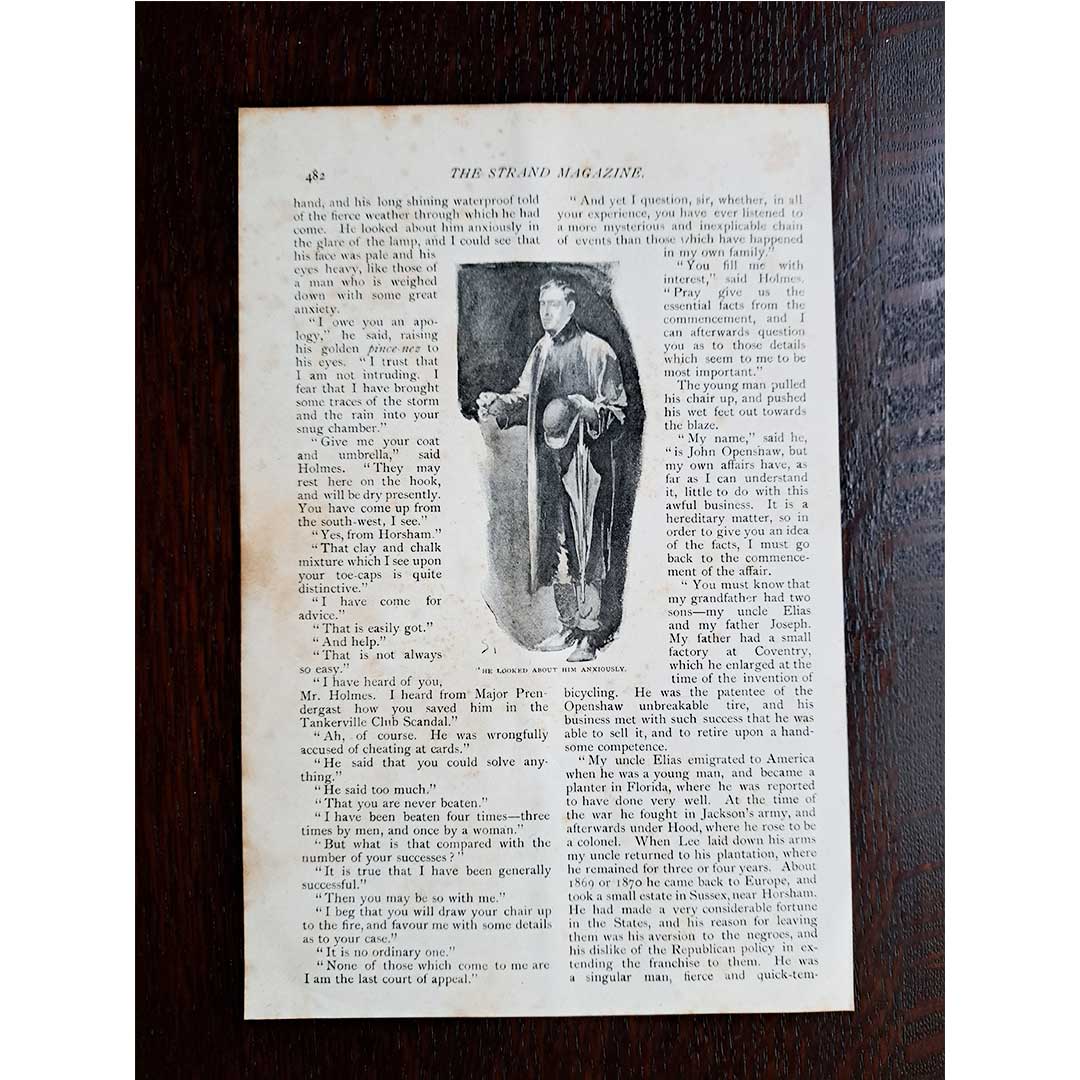 482
THE STRAND MAGAZINE.
hand, and his long shining waterproof told
of the fierce weather through which he had
come. He looked about him anxiously in
the glare of the lamp, and I could see that
his face was pale and his
eyes heavy, like those of
a man who is weighed
down with some great
anxiety.
"I owe you an apo-
logy," he said, raising
his golden pince-nez to
his eyes. "I trust that
I am not intruding. I
fear that I have brought
some traces of the storm
and the rain into your
snug chamber."
"Give me your coat
and umbrella," said
Holmes. "They may
rest here on the hook,
and will be dry presently.
You have come up from
the south-west, I see."
"Yes, from Horsham."
"That clay and chalk
mixture which I see upon
your toe-caps is quite
distinctive."
"I have come for
advice."
"That is easily got."
"And help."
"That is not always
so easy."
"I have heard of you,
Mr. Holmes. I heard from Major Pren-
dergast how you saved him in the
Tankerville Club Scandal."
"Ah, of course. He was wrongfully
accused of cheating at cards."
"He said that you could solve any-
thing."
"He said too much."
"That you are never beaten."
"I have been beaten four times—three
times by men, and once by a woman."
"But what is that compared with the
number of your successes?"
"It is true that I have been generally
successful."
"Then you may be so with me."
"I beg that you will draw your chair up
to the fire, and favour me with some details
as to your case."
"It is no ordinary one."
"None of those which come to me are
I am the last court of appeal."
"HE LOOKED ABOUT HIM ANXIOUSLY.
"And yet I question, sir, whether, in all
your experience, you have ever listened to
a more mysterious and inexplicable chain
of events than those which have happened
in my own family."
"You fill me with
interest," said Holmes.
"Pray give us the
essential facts from the
commencement, and I
can afterwards question
you as to those details
which seem to me to be
most important."
The young man pulled
his chair up, and pushed
his wet feet out towards
the blaze.
"My name," said he,
"is John Openshaw, but
my own affairs have, as
far as I can understand
it, little to do with this
awful business. It is a
hereditary matter, so in
order to give you an idea
of the facts, I must go
back to the commence-
ment of the affair.
"You must know that
my grandfather had two
sons—my uncle Elias
and my father Joseph.
My father had a small
factory at Coventry,
which he enlarged at the
time of the invention of
bicycling. He was the patentee of the
Openshaw unbreakable tire, and his
business met with such success that he was
able to sell it, and to retire upon a hand-
some competence.
"My uncle Elias emigrated to America
when he was a young man, and became a
planter in Florida, where he was reported
to have done very well. At the time of
the war he fought in Jackson's army, and
afterwards under Hood, where he rose to be
a colonel. When Lee laid down his arms
my uncle returned to his plantation, where
he remained for three or four years. About
1869 or 1870 he came back to Europe, and
took a small estate in Sussex, near Horsham.
He had made a very considerable fortune
in the States, and his reason for leaving
them was his aversion to the negroes, and
his dislike of the Republican policy in ex-
tending the franchise to them. He was
a singular man, fierce and quick-tem-